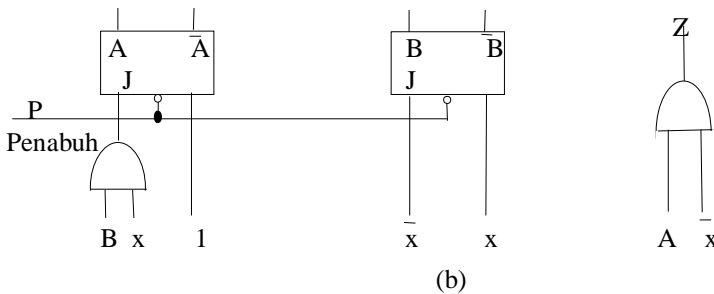 A Ā B B̄ Z
J J
P
Penabuh
B x 1 x̄ x A x̄
(b)